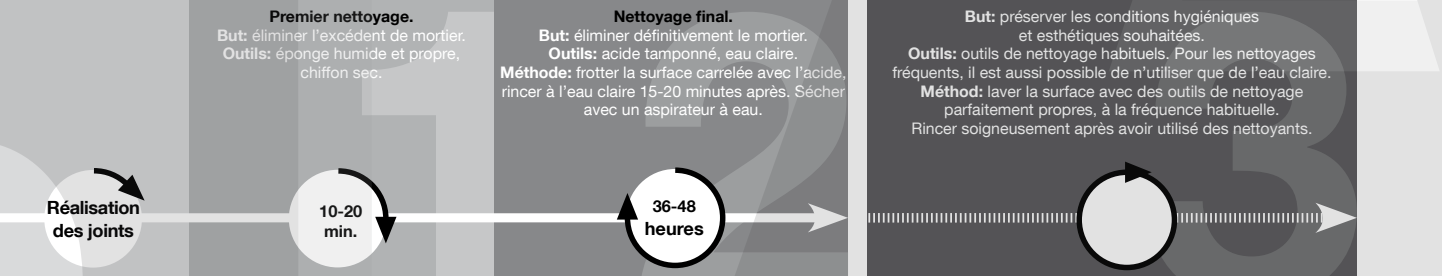 Premier nettoyage.
But: éliminer l'excédent de mortier.
Outils: éponge humide et propre,
chiffon sec.
Nettoyage final.
But: éliminer définitivement le mortier.
Outils: acide tamponné, eau claire.
Méthode: frotter la surface carrelée avec l'acide,
rincer à l'eau claire 15-20 minutes après. Sécher
avec un aspirateur à eau.
But: préserver les conditions hygiéniques
et esthétiques souhaitées.
Outils: outils de nettoyage habituels. Pour les nettoyages
fréquents, il est aussi possible de n'utiliser que de l'eau claire.
Méthod: laver la surface avec des outils de nettoyage
parfaitement propres, à la fréquence habituelle.
Rincer soigneusement après avoir utilisé des nettoyants.
1
2
3
Réalisation
des joints
10-20
min.
36-48
heures